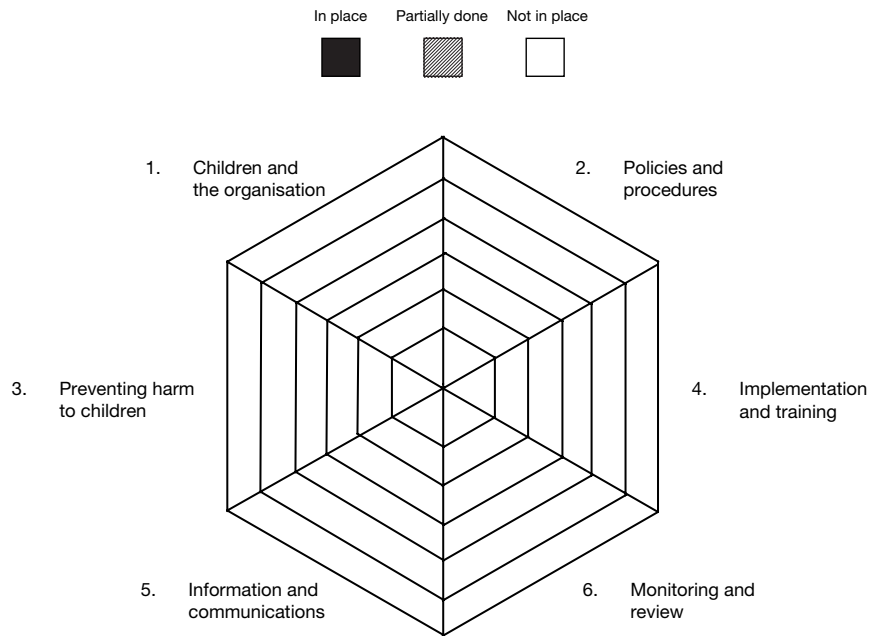 In place
Partially done
Not in place
1. Children and
the organisation
2. Policies and
procedures
3. Preventing harm
to children
4. Implementation
and training
5. Information and
communications
6. Monitoring and
review